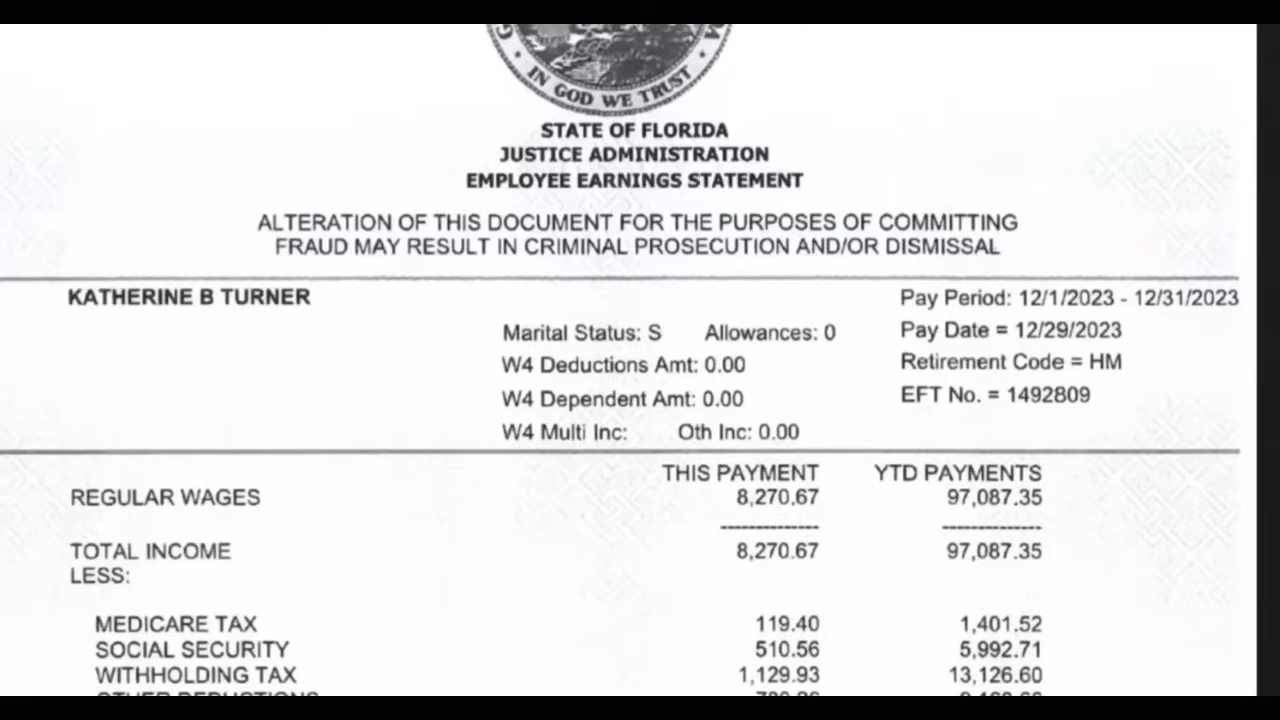 IN GOD WE TRUST
STATE OF FLORIDA
JUSTICE ADMINISTRATION
EMPLOYEE EARNINGS STATEMENT
ALTERATION OF THIS DOCUMENT FOR THE PURPOSES OF COMMITTING
FRAUD MAY RESULT IN CRIMINAL PROSECUTION AND/OR DISMISSAL
KATHERINE B TURNER Pay Period: 12/1/2023 - 12/31/2023
Marital Status: S Allowances: 0 Pay Date = 12/29/2023
W4 Deductions Amt: 0.00 Retirement Code = HM
W4 Dependent Amt: 0.00 EFT No. = 1492809
W4 Multi Inc: Oth Inc: 0.00
THIS PAYMENT YTD PAYMENTS
REGULAR WAGES 8,270.67 97,087.35
TOTAL INCOME 8,270.67 97,087.35
LESS:
MEDICARE TAX 119.40 1,401.52
SOCIAL SECURITY 510.56 5,992.71
WITHHOLDING TAX 1,129.93 13,126.60
OTHER DEDUCTIONS